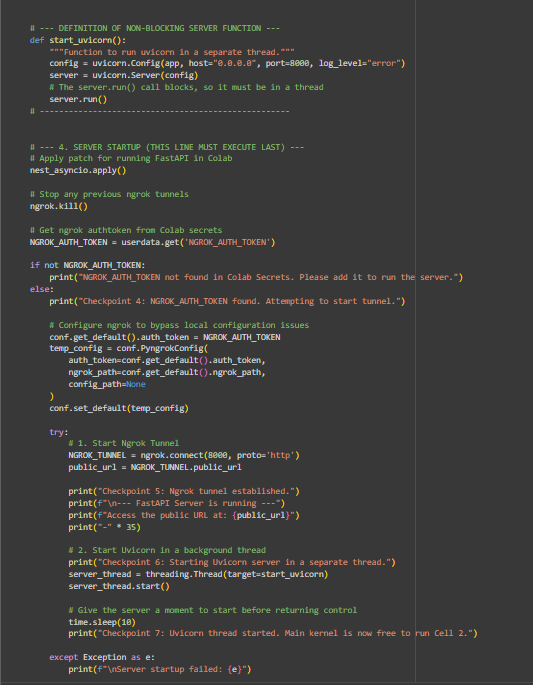 # --- DEFINITION OF NON-BLOCKING SERVER FUNCTION ---
def start_uvicorn():
    """Function to run uvicorn in a separate thread."""
    config = uvicorn.Config(app, host="0.0.0.0", port=8000, log_level="error")
    server = uvicorn.Server(config)
    # The server.run() call blocks, so it must be in a thread
    server.run()
# ----------------------------------------------------
# --- 4. SERVER STARTUP (THIS LINE MUST EXECUTE LAST) ---
# Apply patch for running FastAPI in Colab
nest_asyncio.apply()
# Stop any previous ngrok tunnels
ngrok.kill()
# Get ngrok authtoken from Colab secrets
NGROK_AUTH_TOKEN = userdata.get('NGROK_AUTH_TOKEN')
if not NGROK_AUTH_TOKEN:
    print("NGROK_AUTH_TOKEN not found in Colab Secrets. Please add it to run the server.")
else:
    print("Checkpoint 4: NGROK_AUTH_TOKEN found. Attempting to start tunnel.")
    # Configure ngrok to bypass local configuration issues
    conf.get_default().auth_token = NGROK_AUTH_TOKEN
    temp_config = conf.PyngrokConfig(
        auth_token=conf.get_default().auth_token,
        ngrok_path=conf.get_default().ngrok_path,
        config_path=None
    )
    conf.set_default(temp_config)
    try:
        # 1. Start Ngrok Tunnel
        NGROK_TUNNEL = ngrok.connect(8000, proto='http')
        public_url = NGROK_TUNNEL.public_url
        print("Checkpoint 5: Ngrok tunnel established.")
        print(f"\n--- FastAPI Server is running ---")
        print(f"Access the public URL at: {public_url}")
        print("-" * 35)
        # 2. Start Uvicorn in a background thread
        print("Checkpoint 6: Starting Uvicorn server in a separate thread.")
        server_thread = threading.Thread(target=start_uvicorn)
        server_thread.start()
        # Give the server a moment to start before returning control
        time.sleep(10)
        print("Checkpoint 7: Uvicorn thread started. Main kernel is now free to run Cell 2.")
    except Exception as e:
        print(f"\nServer startup failed: {e}")